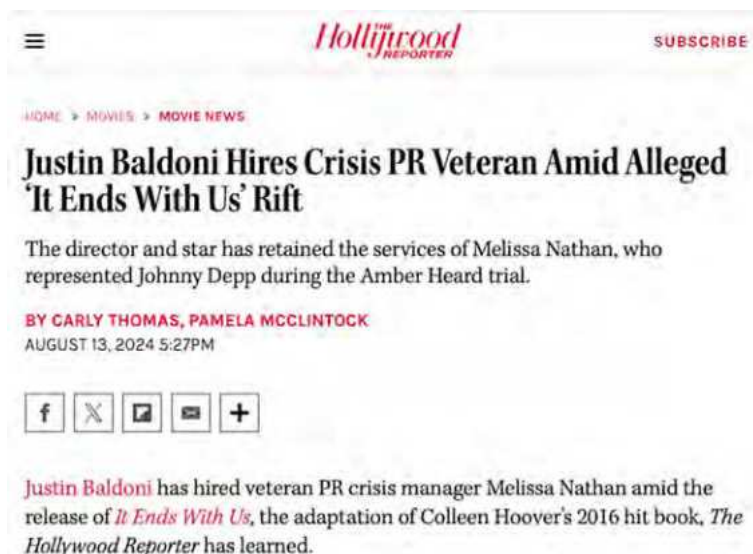 THE
Hollywood
REPORTER
SUBSCRIBE
HOME > MOVIES > MOVIE NEWS
Justin Baldoni Hires Crisis PR Veteran Amid Alleged
‘It Ends With Us’ Rift
The director and star has retained the services of Melissa Nathan, who
represented Johnny Depp during the Amber Heard trial.
BY CARLY THOMAS, PAMELA MCCLINTOCK
AUGUST 13, 2024 5:27PM
f X +
Justin Baldoni has hired veteran PR crisis manager Melissa Nathan amid the
release of It Ends With Us, the adaptation of Colleen Hoover’s 2016 hit book, The
Hollywood Reporter has learned.